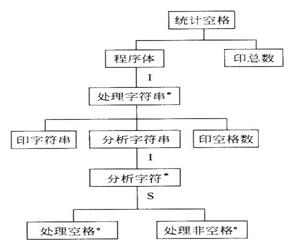 统计空格
程序体
印总数
I
处理字符串*
印字符串
分析字符串
印空格数
I
分析字符*
S
处理空格°
处理非空格°